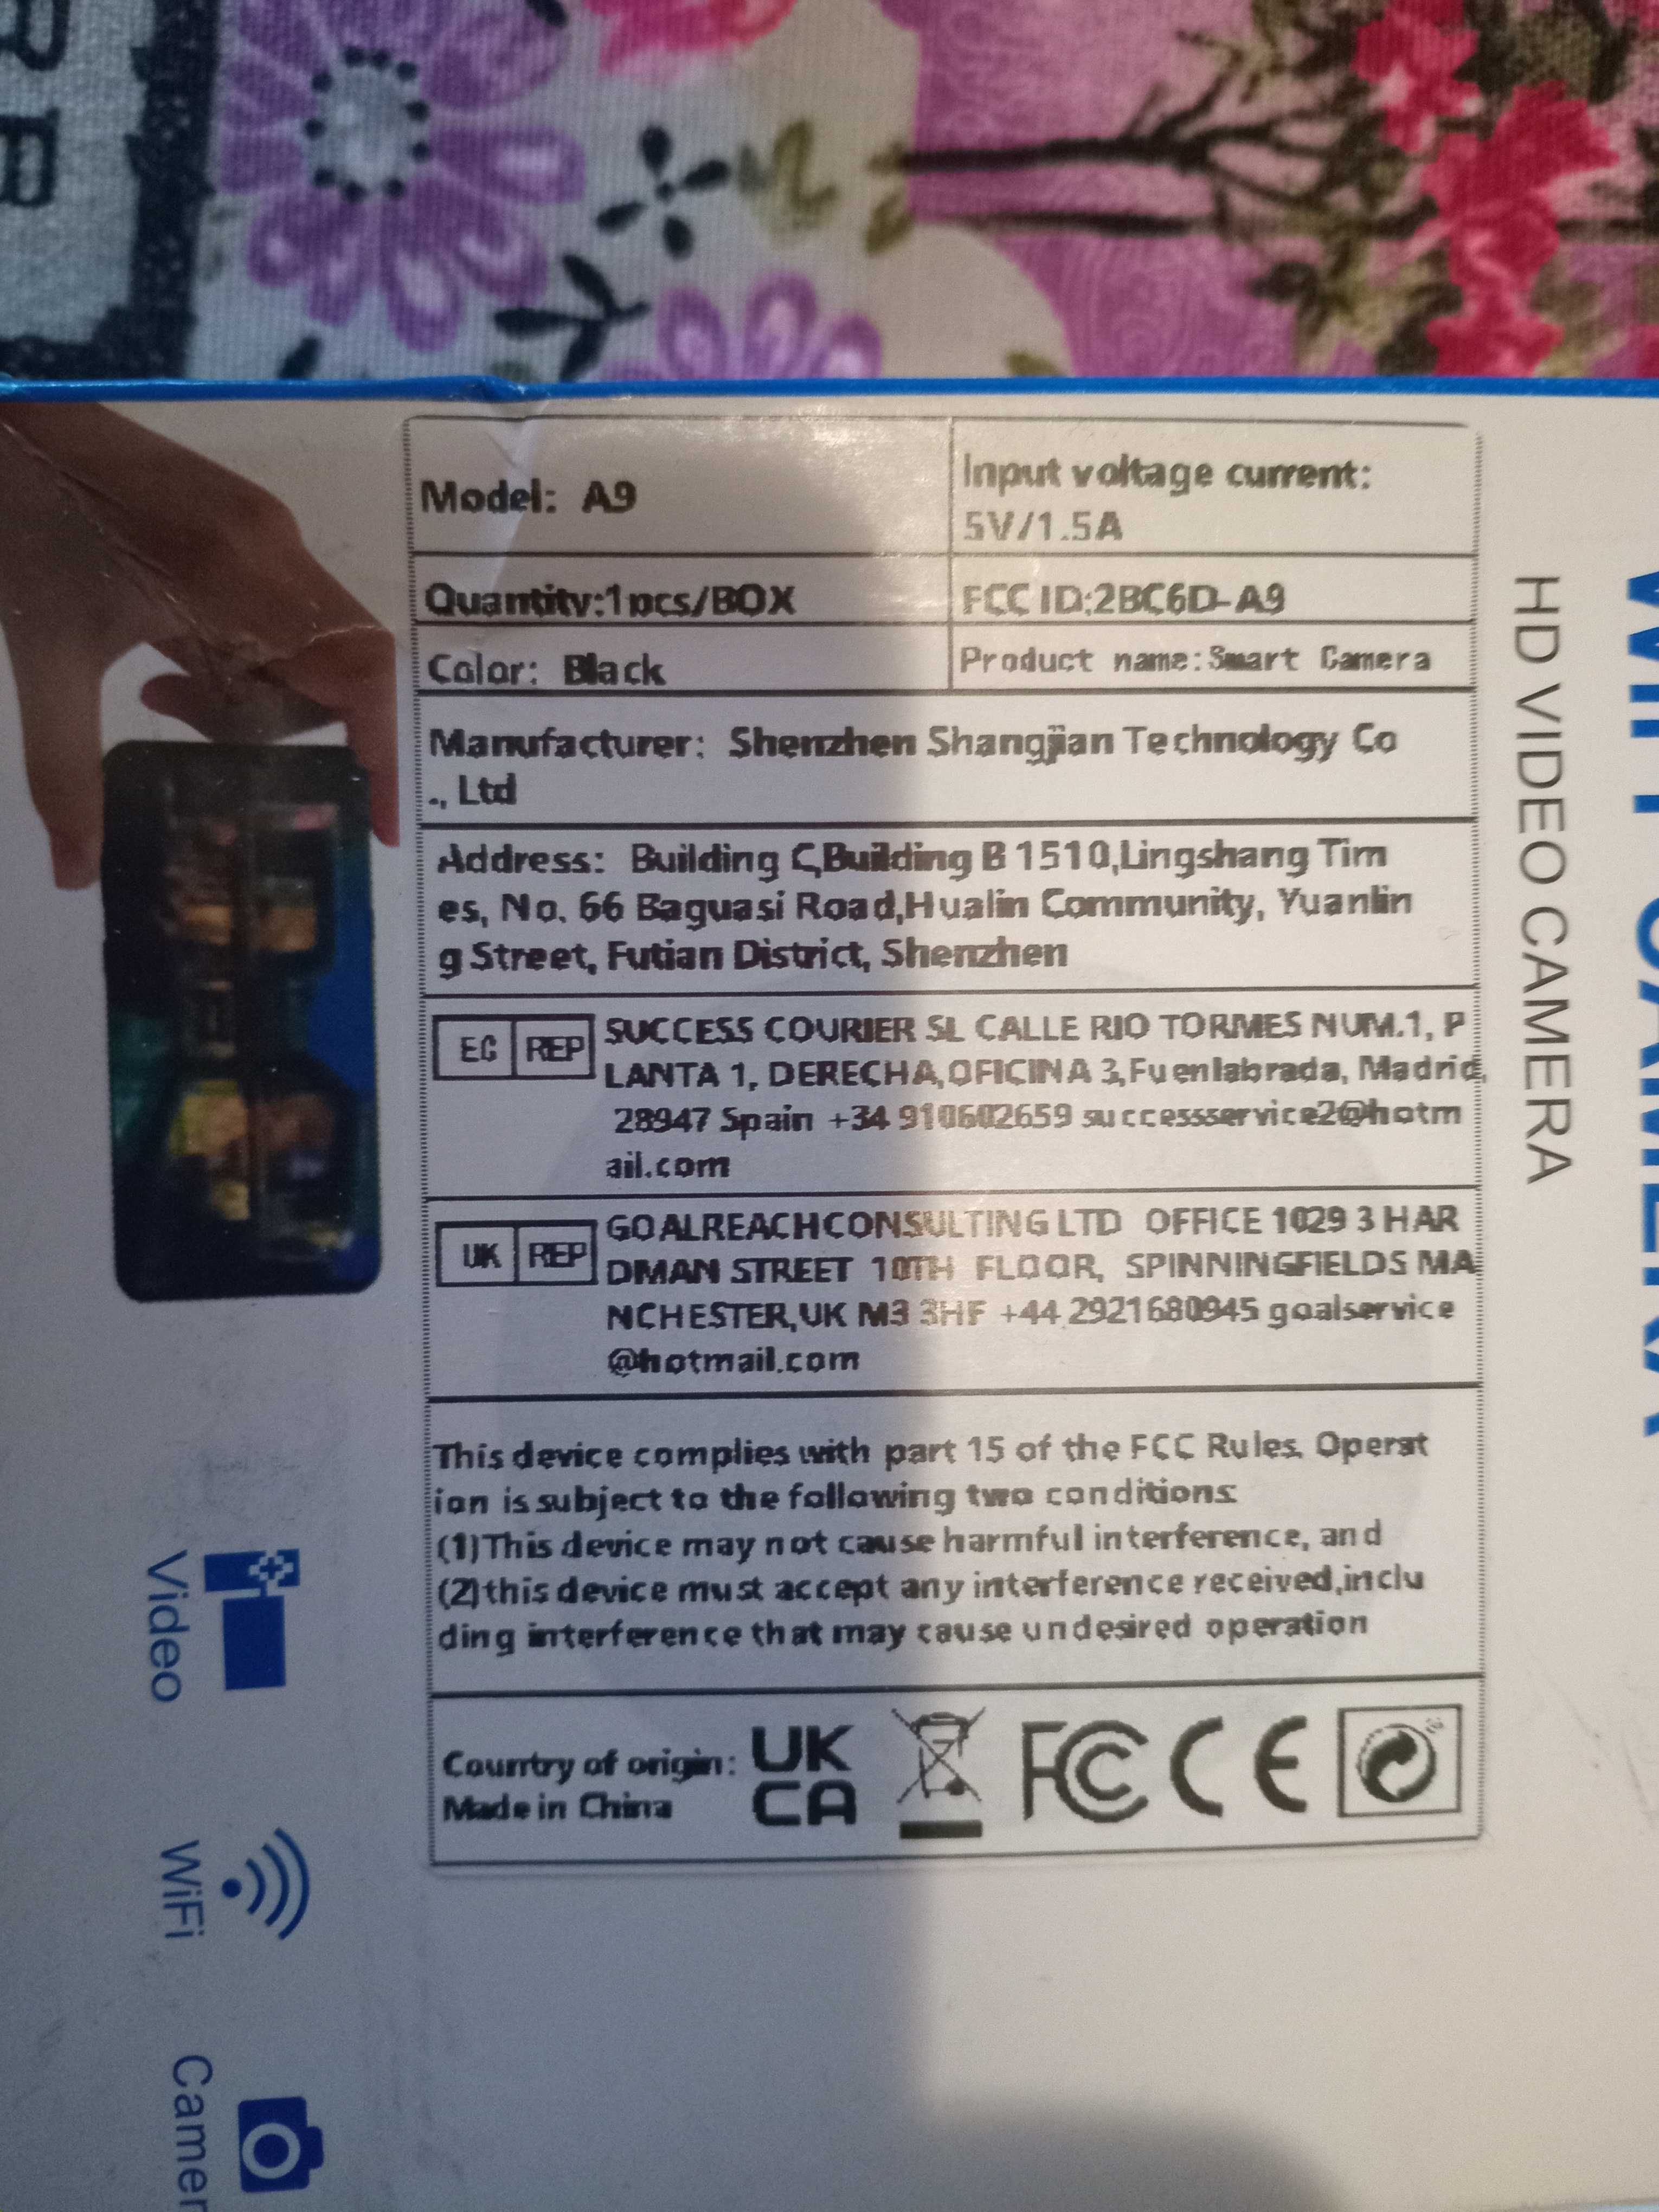 Model: A9
Input voltage current:
5V/1.5A
Quantity:1pcs/BOX
FCC ID:2BC6D-A9
Color: Black
Product name:Smart Camera
Manufacturer: Shenzhen Shangjian Technology Co
., Ltd
Address: Building C,Building B 1510,Lingshang Tim
es, No. 66 Baguasi Road,Hualin Community, Yuanlin
g Street, Futian District, Shenzhen
EC REP
SUCCESS COURIER SL CALLE RIO TORMES NUM.1, P
LANTA 1, DERECHA,OFICINA 3,Fuenlabrada, Madrid,
28947 Spain +34 910602659 successservice2@hotm
ail.com
UK REP
GOALREACHCONSULTING LTD OFFICE 1029 3 HAR
DMAN STREET 10TH FLOOR, SPINNINGFIELDS MA
NCHESTER,UK M3 3HF +44 2921680945 goalservice
@hotmail.com
This device complies with part 15 of the FCC Rules. Operat
ion is subject to the following two conditions:
(1)This device may not cause harmful interference, and
(2)this device must accept any interference received,inclu
ding interference that may cause undesired operation
Country of origin:
Made in China
UK
CA
FC CE
HD VIDEO CAMERA
Video
WiFi